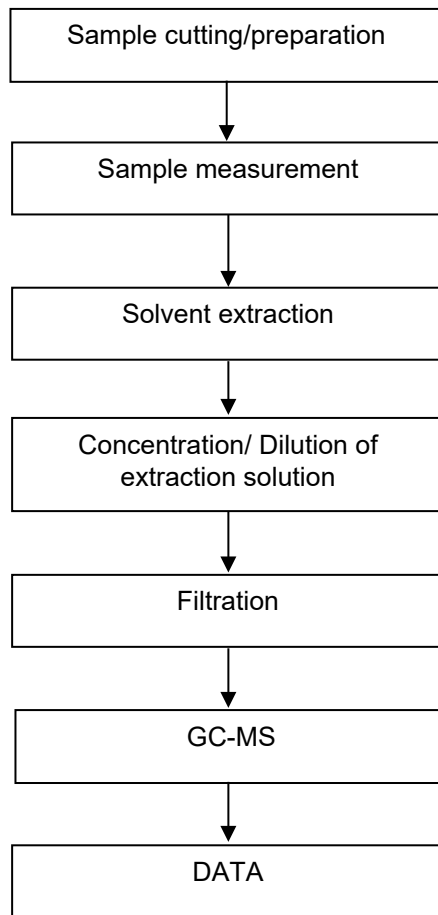 Sample cutting/preparation
Sample measurement
Solvent extraction
Concentration/ Dilution of
extraction solution
Filtration
GC-MS
DATA